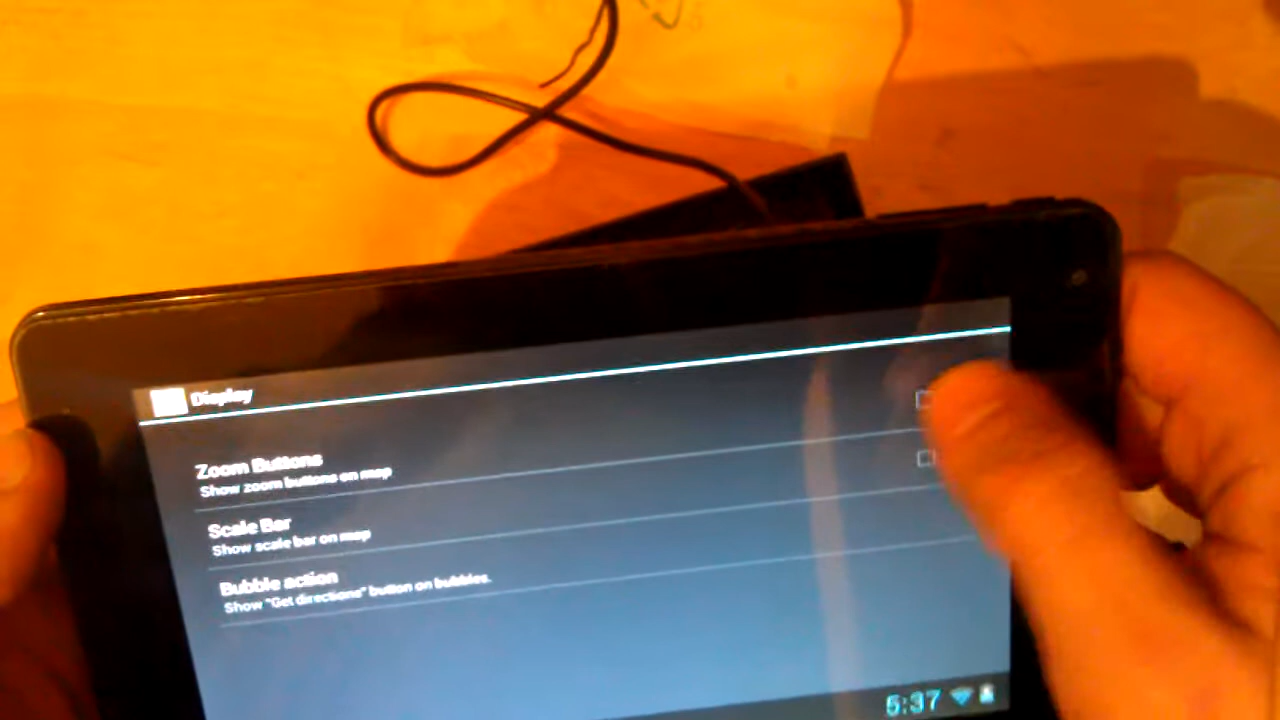 Display
Zoom Buttons
Show zoom buttons on map
Scale Bar
Show scale bar on map
Bubble action
Show "Get directions" button on bubbles.
5:37